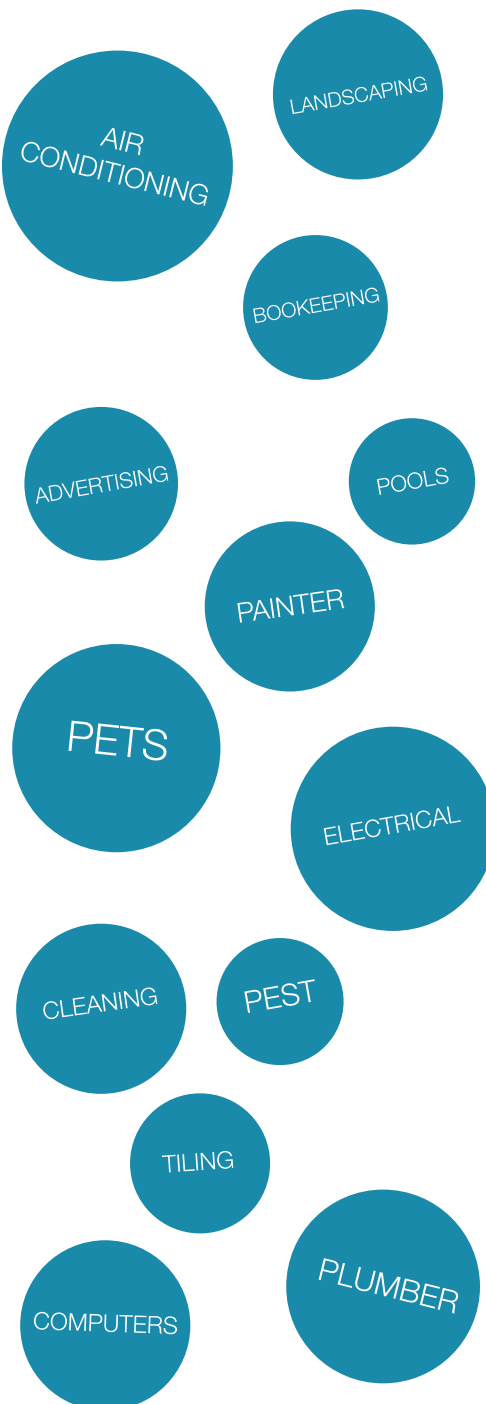 LANDSCAPING
AIR
CONDITIONING
BOOKEEPING
ADVERTISING
POOLS
PAINTER
PETS
ELECTRICAL
CLEANING
PEST
TILING
PLUMBER
COMPUTERS